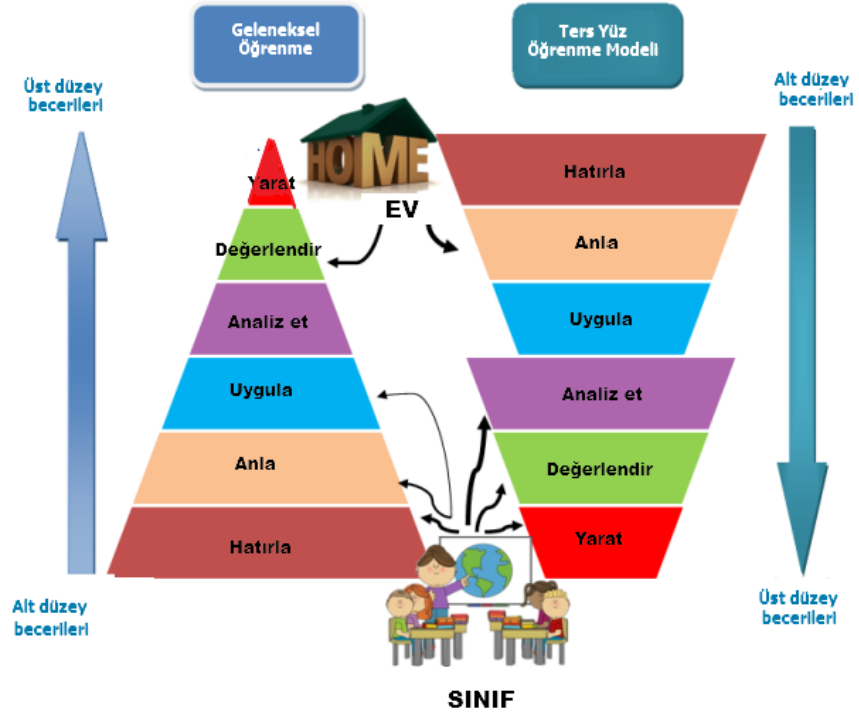 Geleneksel
Öğrenme
Ters Yüz
Öğrenme Modeli
Üst düzey
becerileri
Alt düzey
becerileri
HOME
EV
Yarat
Değerlendir
Analiz et
Uygula
Anla
Hatırla
Hatırla
Anla
Uygula
Analiz et
Değerlendir
Yarat
Alt düzey
becerileri
Üst düzey
becerileri
SINIF